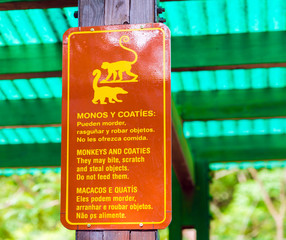 MONOS Y COATÍES:
Pueden morder,
rasguñar y robar objetos.
No les ofrezca comida.
MONKEYS AND COATIES
They may bite, scratch
and steal objects.
Do not feed them.
MACACOS E QUATÍS
Eles podem morder,
arranhar e roubar objetos.
Não os alimente.